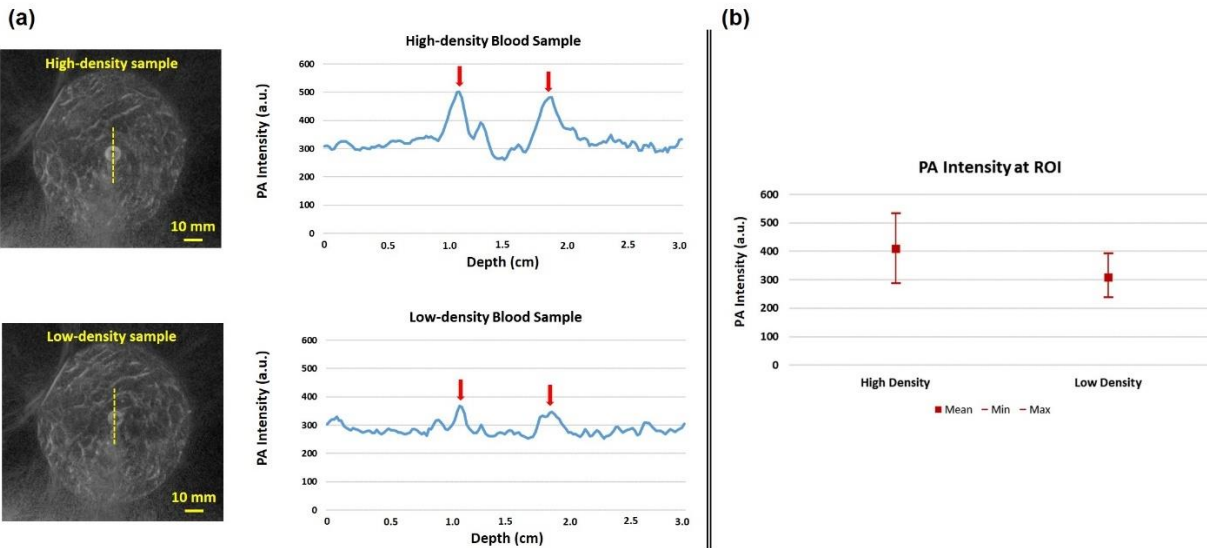 (a)
High-density sample
10 mm
High-density Blood Sample
PA Intensity (a.u.)
600
500
400
300
200
100
0
0 0.5 1.0 1.5 2.0 2.5 3.0
Depth (cm)
Low-density sample
10 mm
Low-density Blood Sample
PA Intensity (a.u.)
600
500
400
300
200
100
0
0 0.5 1.0 1.5 2.0 2.5 3.0
Depth (cm)
(b)
PA Intensity at ROI
PA Intensity (a.u.)
600
500
400
300
200
100
0
High Density Low Density
Mean Min Max